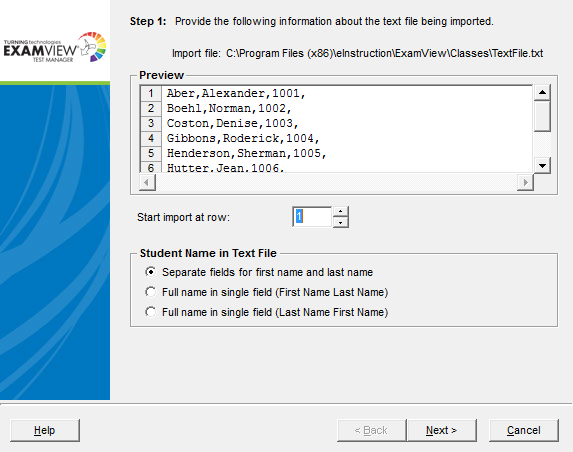 Step 1: Provide the following information about the text file being imported.
TURNING technologies
EXAMVIEW
TEST MANAGER
Import file: C:\Program Files (x86)\eInstruction\ExamView\Classes\TextFile.txt
Preview
1 Aber,Alexander,1001,
2 Boehl,Norman,1002,
3 Coston,Denise,1003,
4 Gibbons,Roderick,1004,
5 Henderson,Sherman,1005,
6 Hutter,Jean,1006,
Start import at row: 1
Student Name in Text File
Separate fields for first name and last name
Full name in single field (First Name Last Name)
Full name in single field (Last Name First Name)
Help < Back Next > Cancel